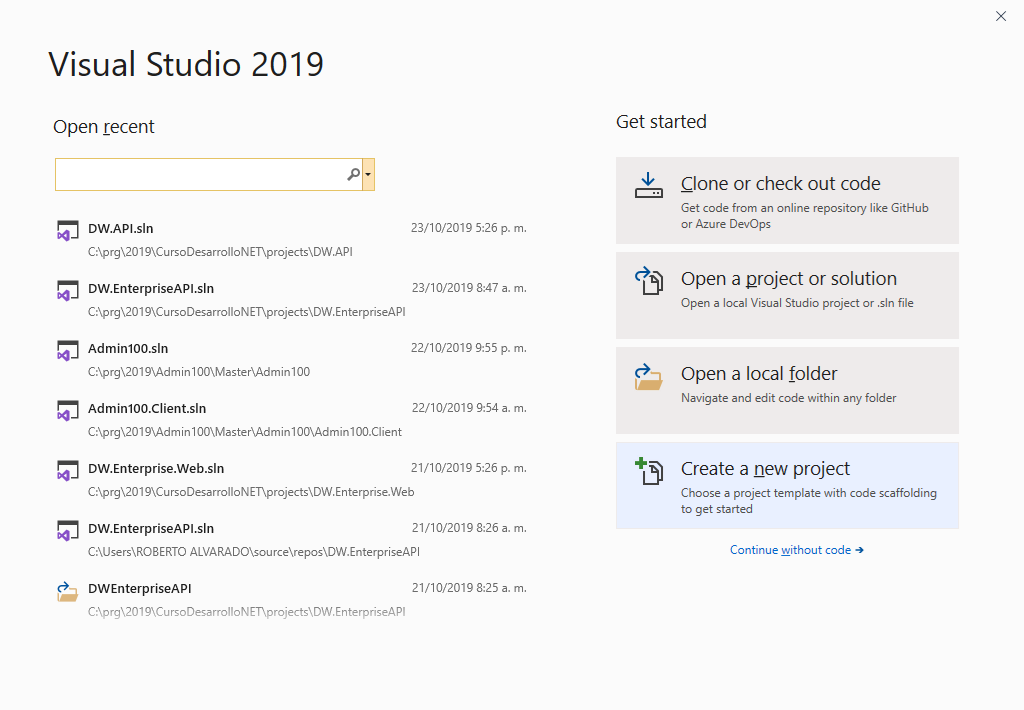 Visual Studio 2019
Open recent
DW.API.sln 23/10/2019 5:26 p. m.
C:\prg\2019\CursoDesarrolloNET\projects\DW.API
DW.EnterpriseAPI.sln 23/10/2019 8:47 a. m.
C:\prg\2019\CursoDesarrolloNET\projects\DW.EnterpriseAPI
Admin100.sln 22/10/2019 9:55 p. m.
C:\prg\2019\Admin100\Master\Admin100
Admin100.Client.sln 22/10/2019 9:54 a. m.
C:\prg\2019\Admin100\Master\Admin100\Admin100.Client
DW.Enterprise.Web.sln 21/10/2019 5:26 p. m.
C:\prg\2019\CursoDesarrolloNET\projects\DW.Enterprise.Web
DW.EnterpriseAPI.sln 21/10/2019 8:26 a. m.
C:\Users\ROBERTO ALVARADO\source\repos\DW.EnterpriseAPI
DWEnterpriseAPI 21/10/2019 8:25 a. m.
C:\prg\2019\CursoDesarrolloNET\projects\DW.EnterpriseAPI
Get started
Clone or check out code
Get code from an online repository like GitHub
or Azure DevOps
Open a project or solution
Open a local Visual Studio project or .sln file
Open a local folder
Navigate and edit code within any folder
Create a new project
Choose a project template with code scaffolding
to get started
Continue without code →